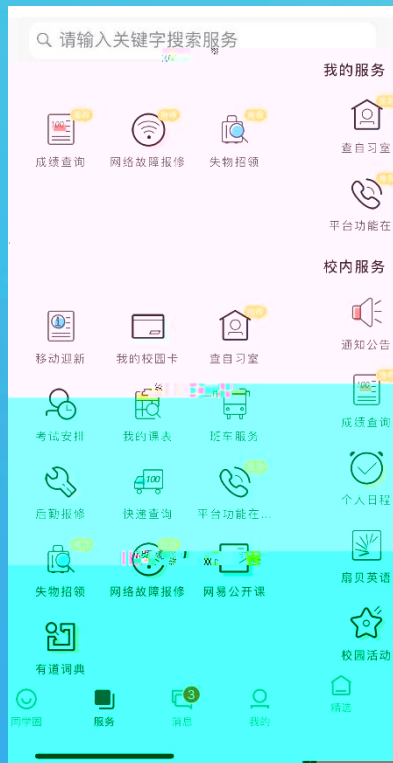 请输入关键字搜索服务
我的服务
成绩查询 网络故障报修 失物招领 查自习室
平台功能在
校内服务
移动迎新 我的校园卡 查自习室 通知公告
考试安排 我的课表 班车服务 成绩查询
后勤报修 快递查询 平台功能在... 个人日程
失物招领 网络故障报修 网易公开课 扇贝英语
有道词典 校园活动
3
同学圈 服务 消息 我的 精选